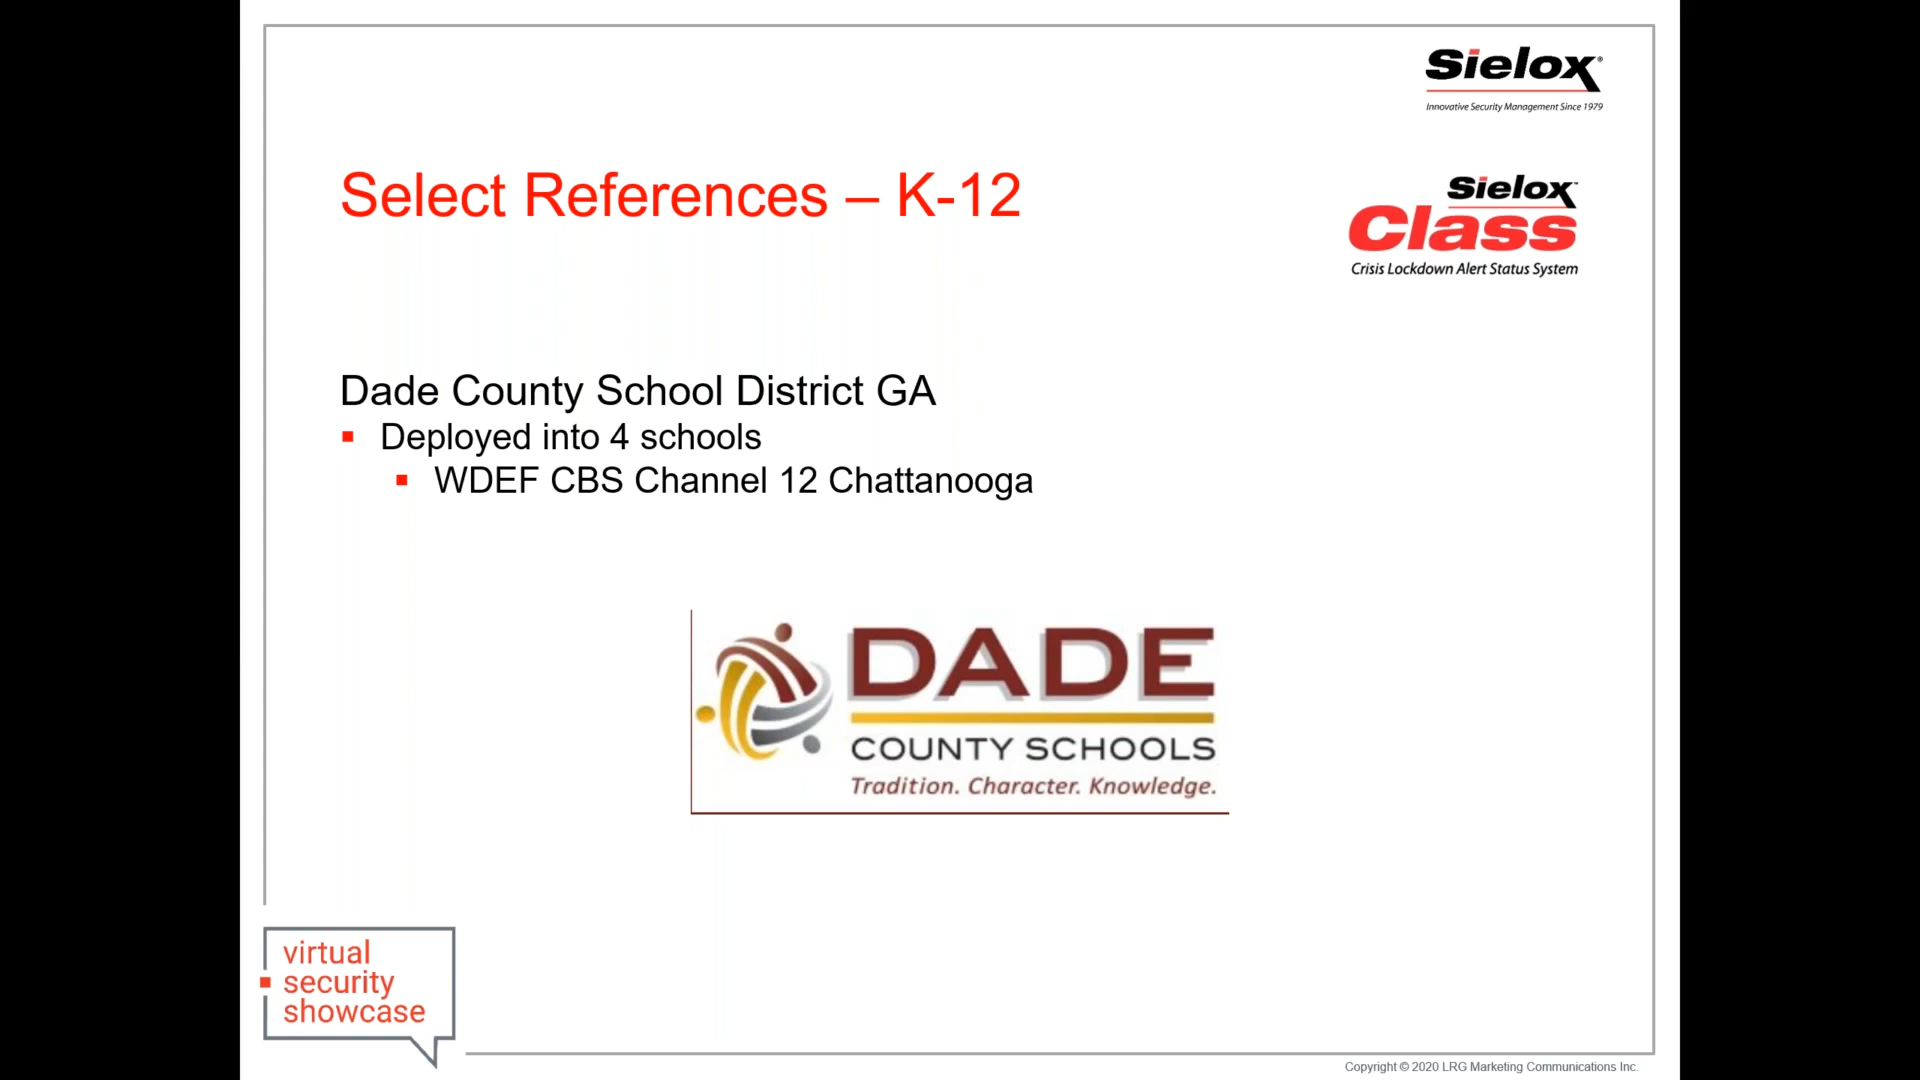 Sielox®
Innovative Security Management Since 1979
Select References – K-12
Sielox™
Class
Crisis Lockdown Alert Status System
Dade County School District GA
▪ Deployed into 4 schools
▪ WDEF CBS Channel 12 Chattanooga
DADE
COUNTY SCHOOLS
Tradition. Character. Knowledge.
virtual
security
showcase
Copyright © 2020 LRG Marketing Communications Inc.